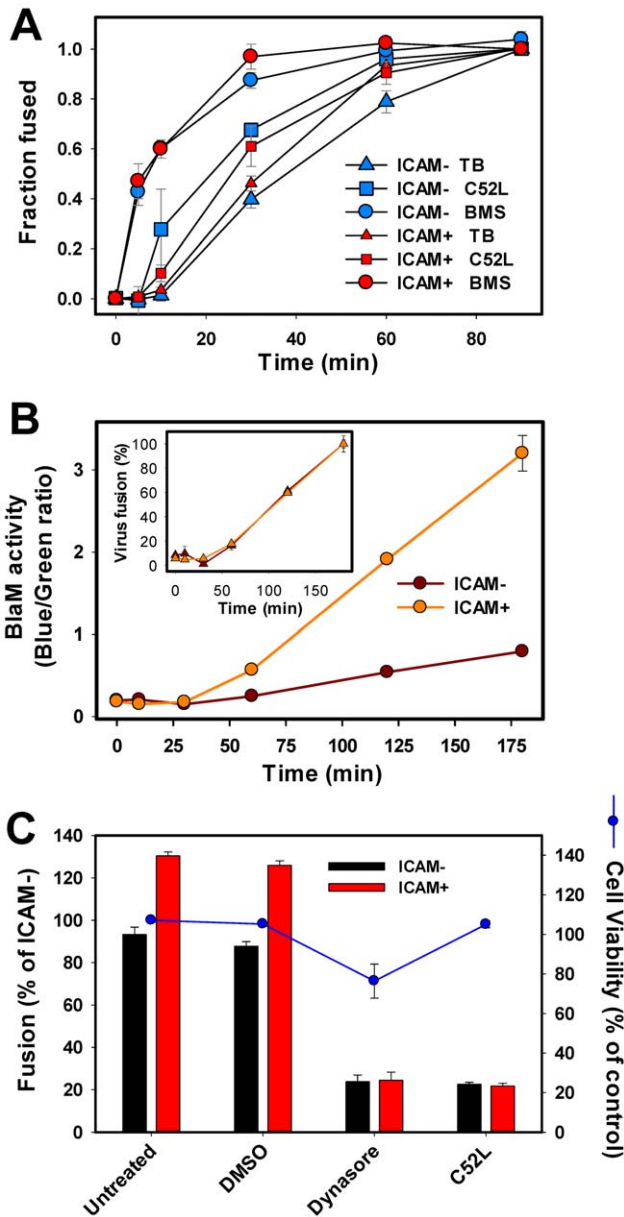 A
Fraction fused
1.0
0.8
0.6
0.4
0.2
0.0
ICAM- TB
ICAM- C52L
ICAM- BMS
ICAM+ TB
ICAM+ C52L
ICAM+ BMS
0 20 40 60 80
Time (min)
B
BlaM activity
(Blue/Green ratio)
3
2
1
0
Virus fusion (%)
100
80
60
40
20
0
0 50 100 150
Time (min)
ICAM-
ICAM+
0 25 50 75 100 125 150 175
Time (min)
C
Fusion (% of ICAM-)
140
120
100
80
60
40
20
0
ICAM-
ICAM+
140
120
100
80
60
40
20
0
Cell Viability (% of control)
Untreated
DMSO
Dynasore
C52L